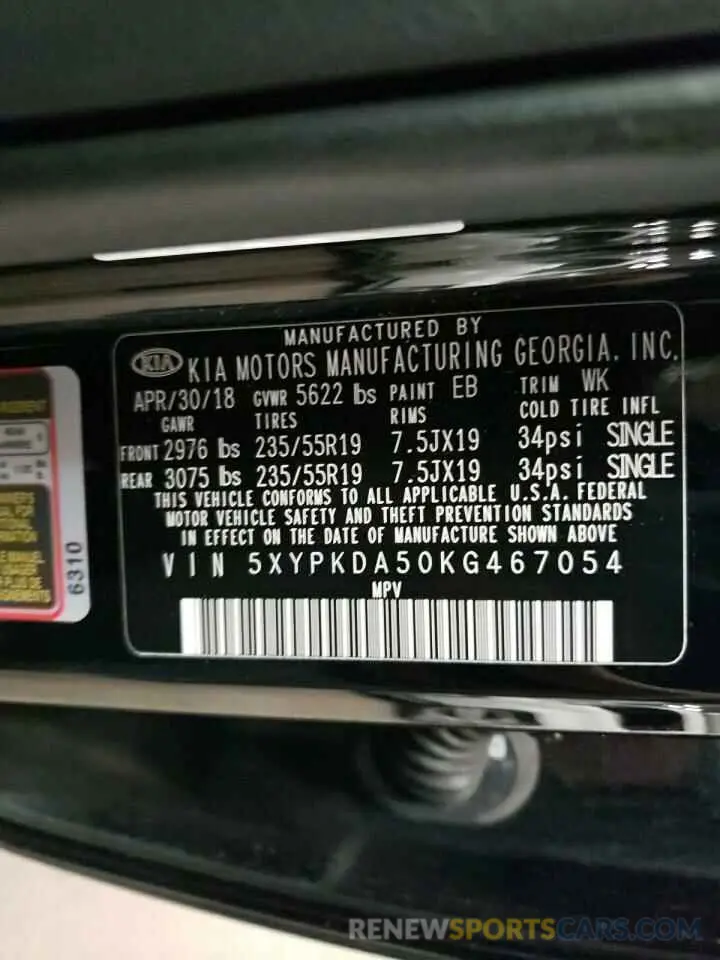 MANUFACTURED BY
KIA KIA MOTORS MANUFACTURING GEORGIA, INC.
APR/30/18 GVWR 5622 lbs PAINT EB TRIM WK
GAWR TIRES RIMS COLD TIRE INFL
FRONT 2976 lbs 235/55R19 7.5JX19 34psi SINGLE
REAR 3075 lbs 235/55R19 7.5JX19 34psi SINGLE
THIS VEHICLE CONFORMS TO ALL APPLICABLE U.S.A. FEDERAL
MOTOR VEHICLE SAFETY AND THEFT PREVENTION STANDARDS
IN EFFECT ON THE DATE OF MANUFACTURE SHOWN ABOVE
VIN 5XYPKDA50KG467054
MPV
6310
RENEWSPORTSCARS.COM